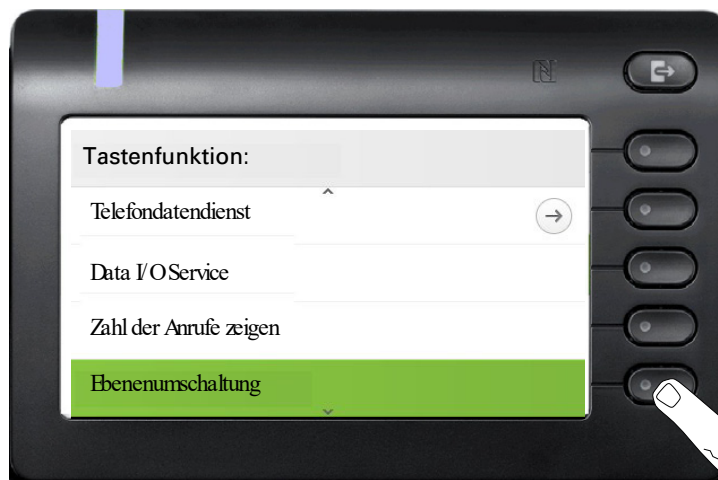 Tastenfunktion:
Telefondatendienst
Data I/O Service
Zahl der Anrufe zeigen
Ebenenumschaltung